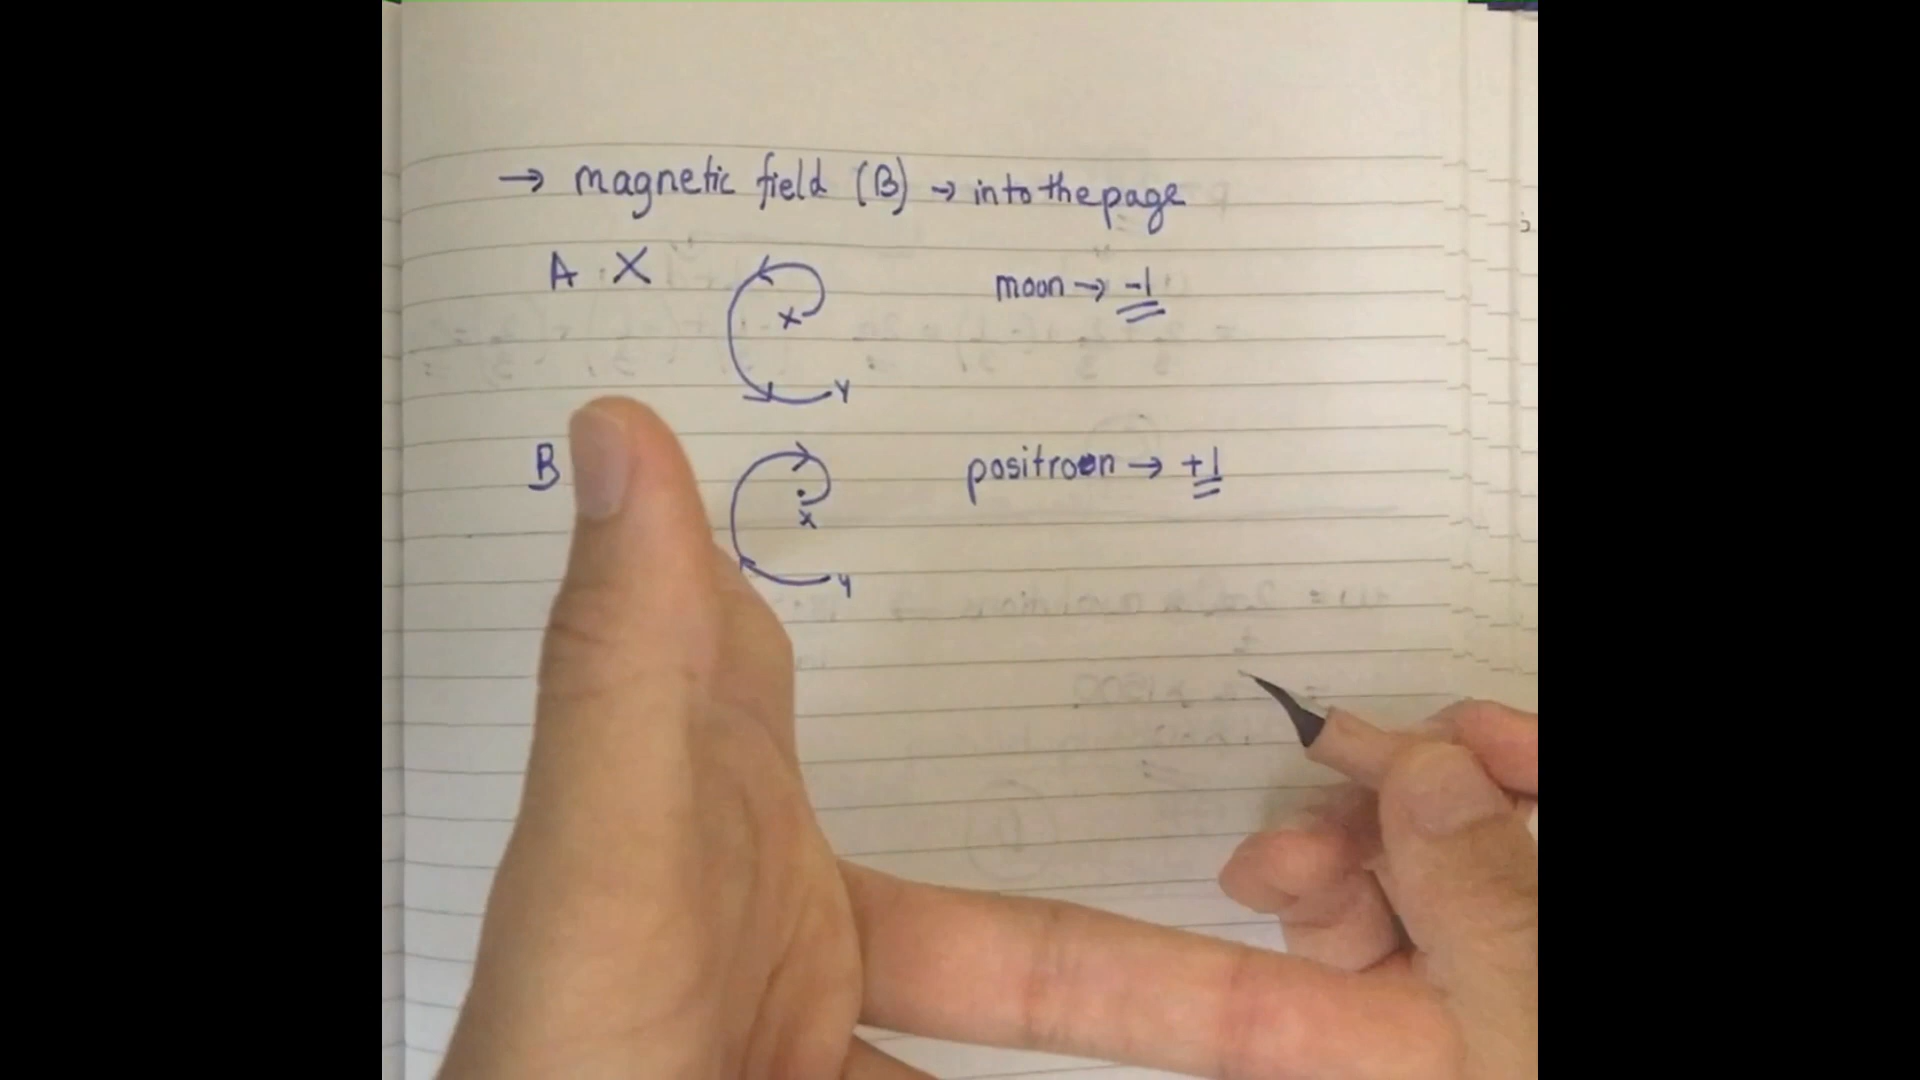 → magnetic field (B) → into the page
A X
x
Y
moon → -1
B
x
y
positroen → +1